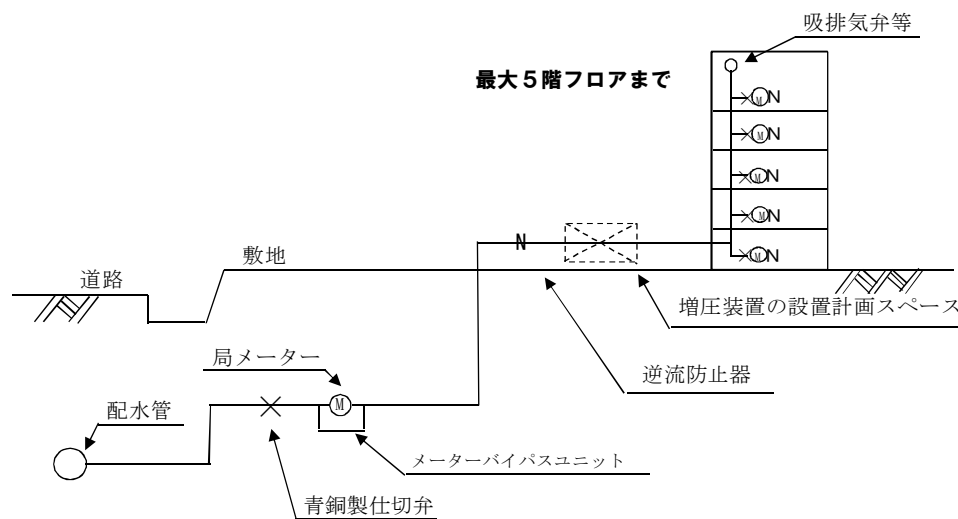 吸排気弁等
最大５階フロアまで
M N
M N
M N
M N
M N
N
敷地
道路
増圧装置の設置計画スペース
局メーター
逆流防止器
M
配水管
メーターバイパスユニット
青銅製仕切弁